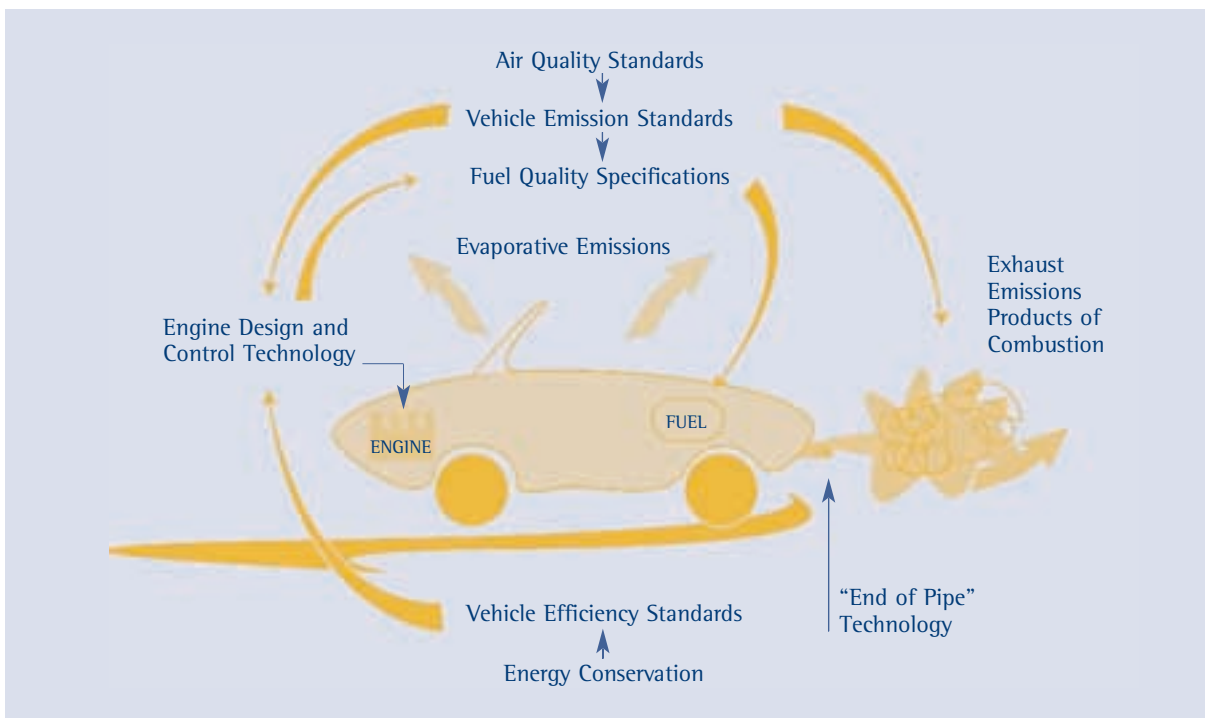 Air Quality Standards
Vehicle Emission Standards
Fuel Quality Specifications
Evaporative Emissions
Exhaust
Emissions
Products of
Combustion
Engine Design and
Control Technology
FUEL
ENGINE
“End of Pipe”
Technology
Vehicle Efficiency Standards
Energy Conservation